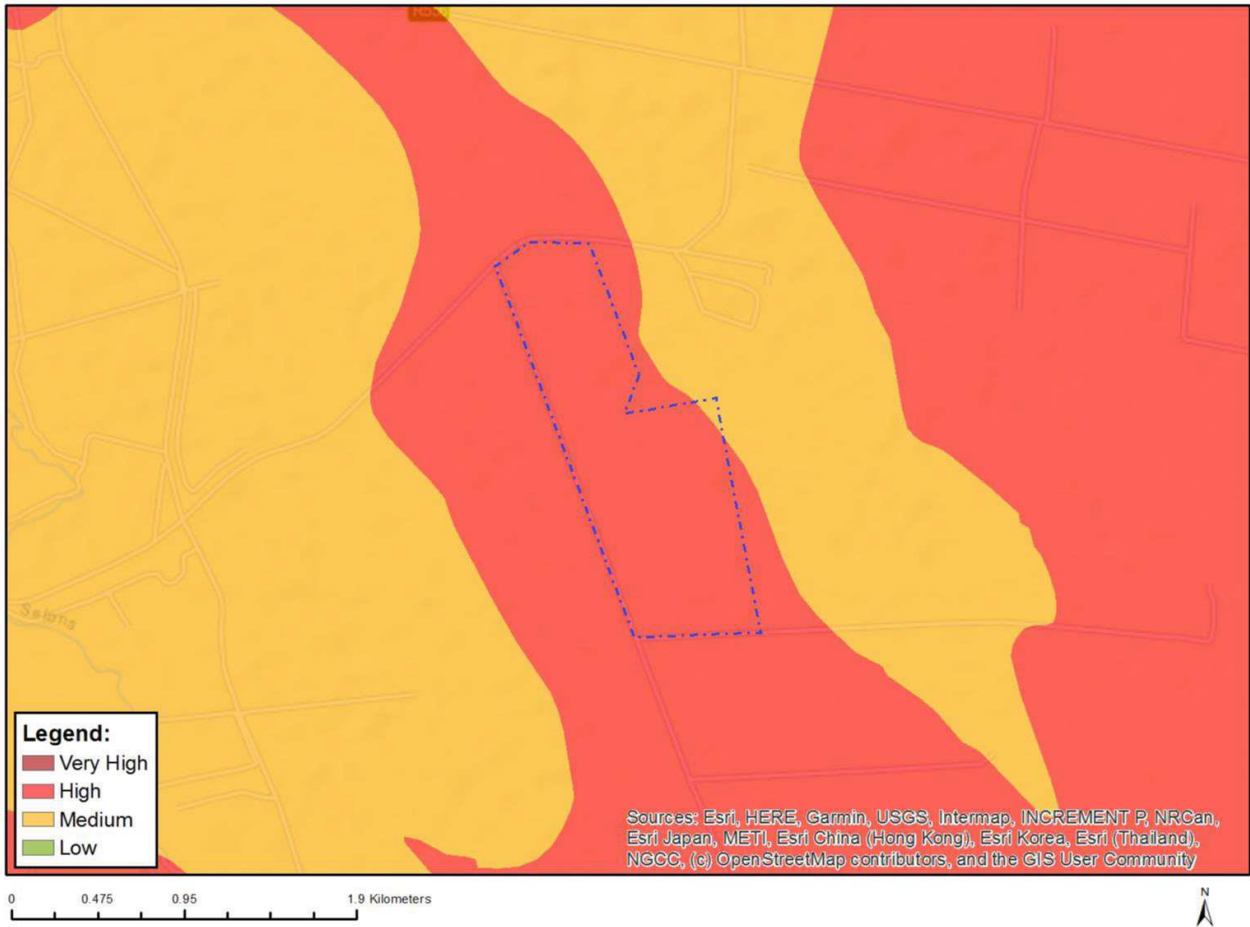 Selons
Legend:
Very High
High
Medium
Low
Sources: Esri, HERE, Garmin, USGS, Intermap, INCREMENT P, NRCan,
Esri Japan, METI, Esri China (Hong Kong), Esri Korea, Esri (Thailand),
NGCC, (c) OpenStreetMap contributors, and the GIS User Community
0 0.475 0.95 1.9 Kilometers
N